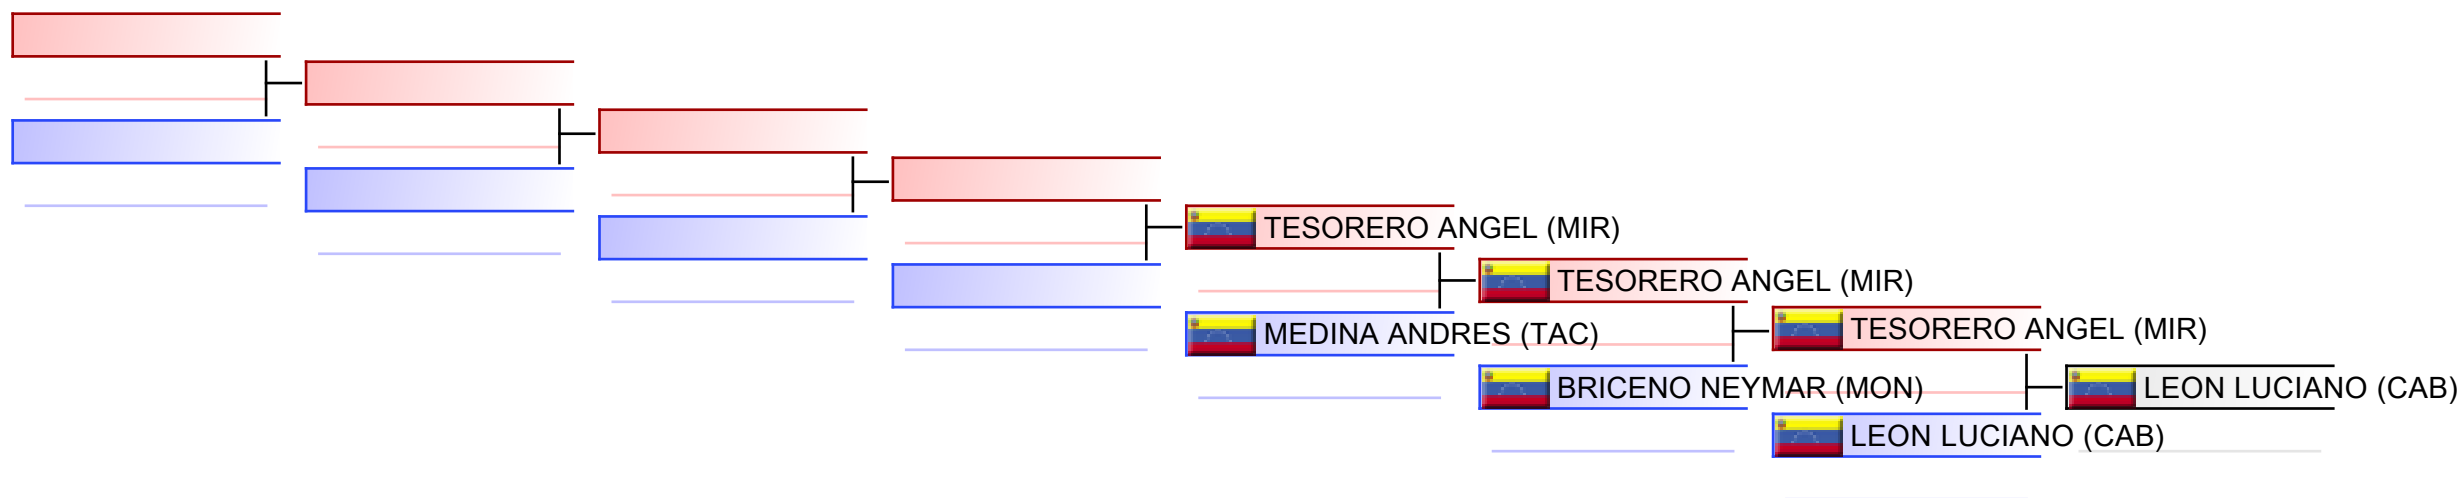 TESORERO ANGEL (MIR)
TESORERO ANGEL (MIR)
TESORERO ANGEL (MIR)
MEDINA ANDRES (TAC)
BRICENO NEYMAR (MON)
LEON LUCIANO (CAB)
LEON LUCIANO (CAB)